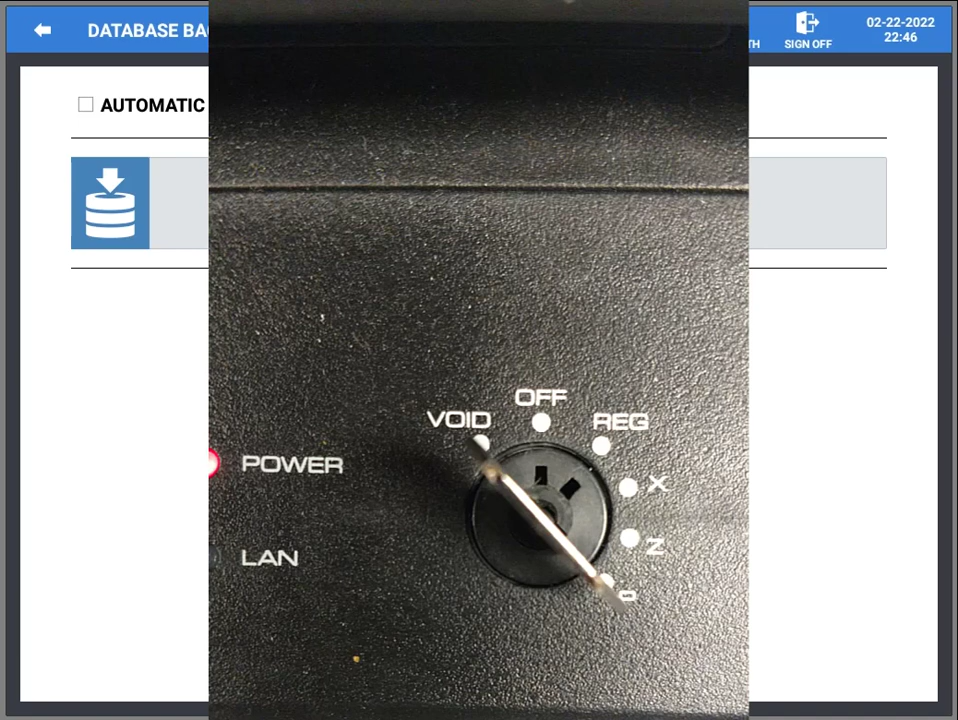 DATABASE BA
TH
SIGN OFF
02-22-2022
22:46
AUTOMATIC
OFF
VOID
REG
POWER
X
Z
LAN